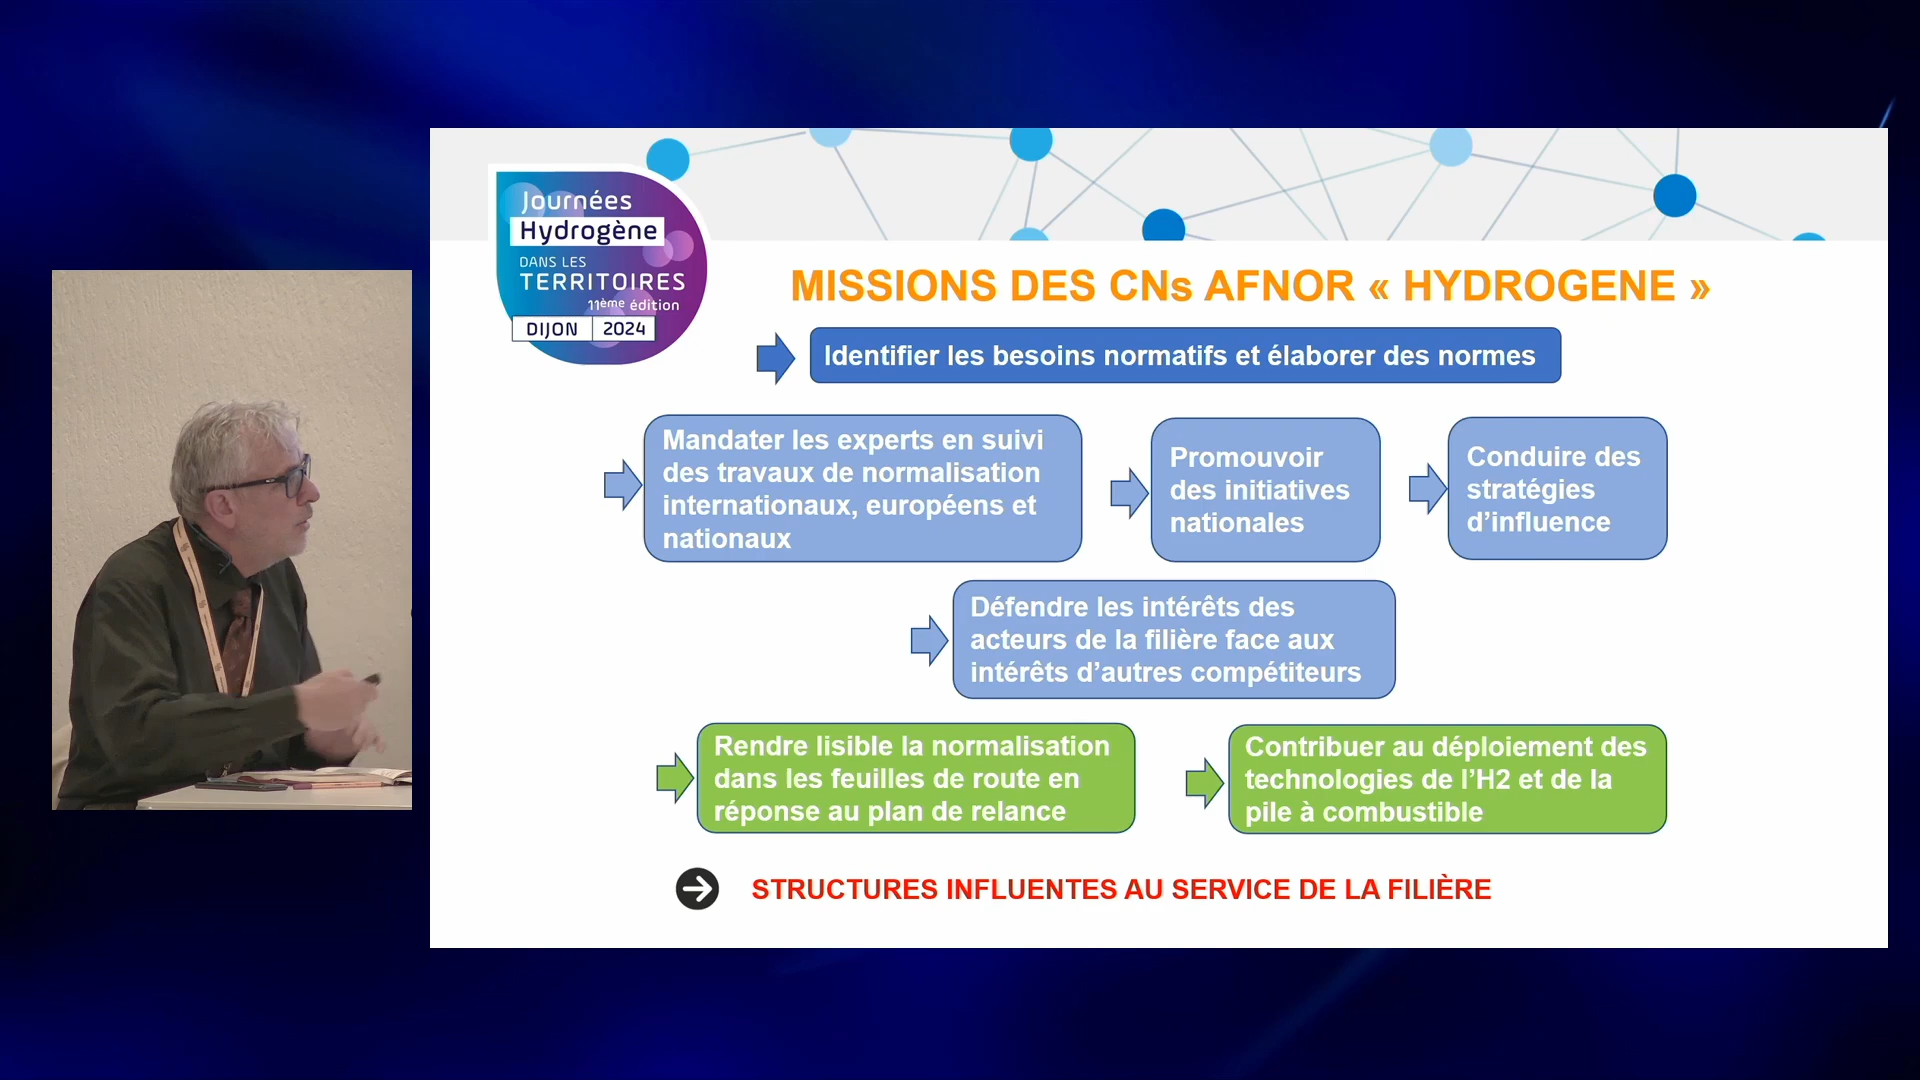 Journées
Hydrogène
DANS LES
TERRITOIRES
11ème édition
DIJON 2024
MISSIONS DES CNs AFNOR « HYDROGENE »
Identifier les besoins normatifs et élaborer des normes
Mandater les experts en suivi
des travaux de normalisation
internationaux, européens et
nationaux
Promouvoir
des initiatives
nationales
Conduire des
stratégies
d’influence
Défendre les intérêts des
acteurs de la filière face aux
intérêts d’autres compétiteurs
Rendre lisible la normalisation
dans les feuilles de route en
réponse au plan de relance
Contribuer au déploiement des
technologies de l’H2 et de la
pile à combustible
STRUCTURES INFLUENTES AU SERVICE DE LA FILIÈRE